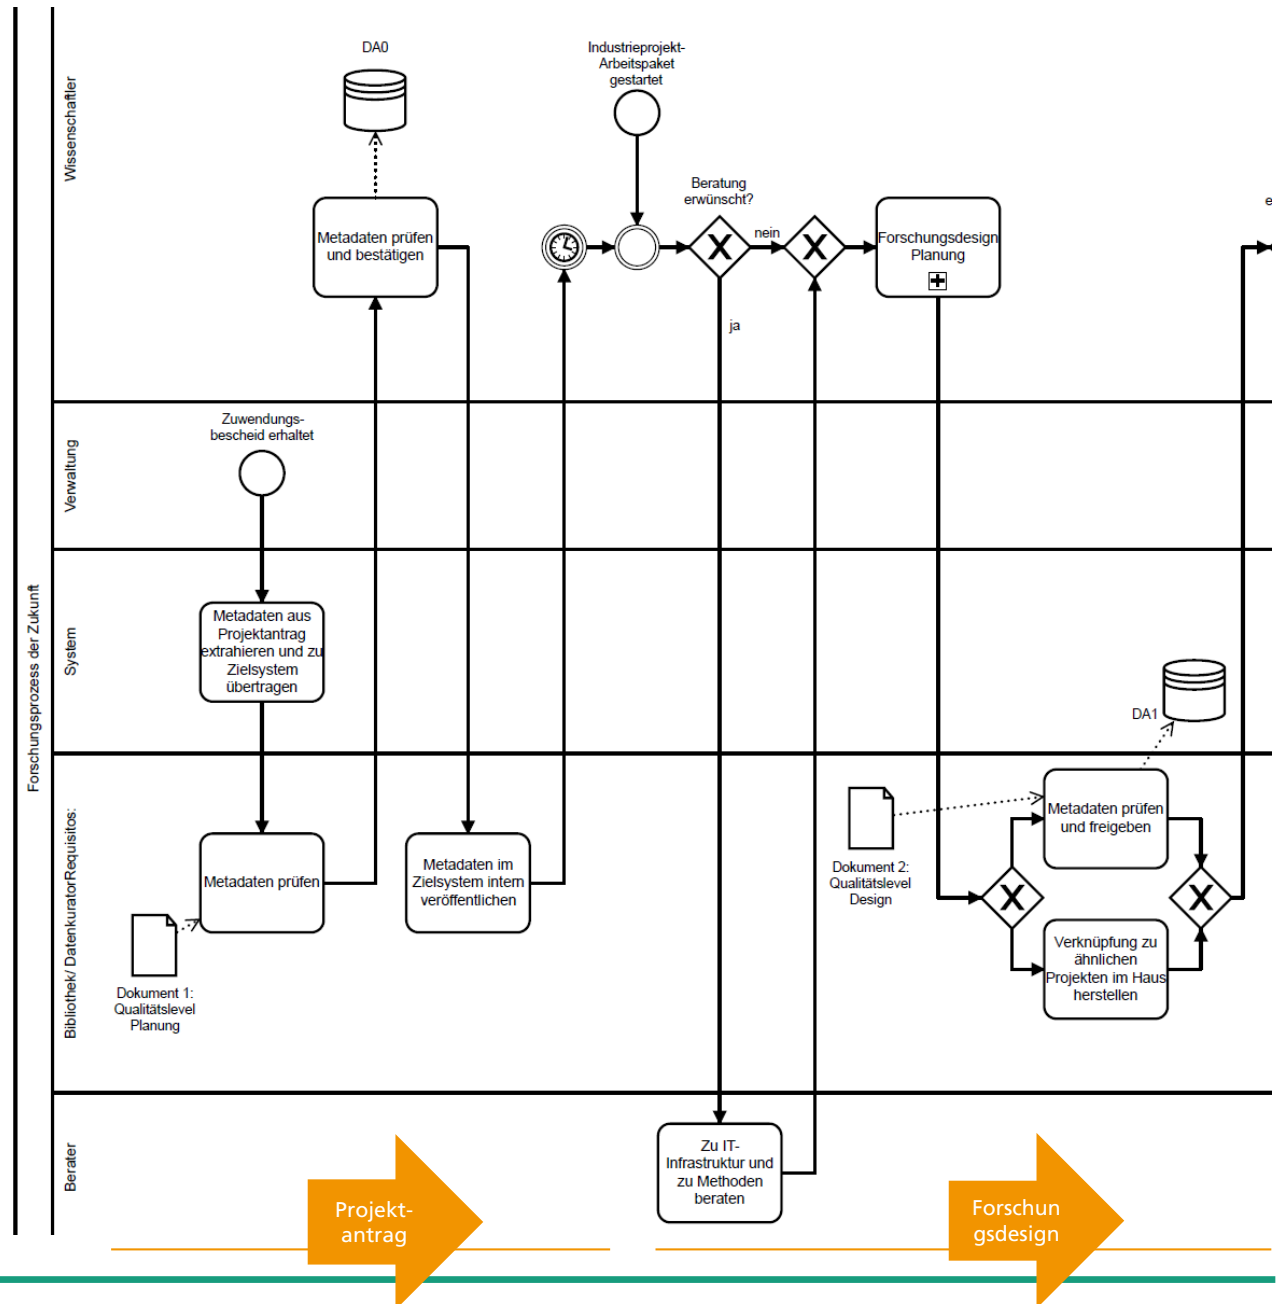 Forschungsprozess der Zukunft
Wissenschaftler
DA0
Metadaten prüfen
und bestätigen
Industrieprojekt-
Arbeitspaket
gestartet
Beratung
erwünscht?
nein
ja
Forschungsdesign
Planung
e
Verwaltung
Zuwendungs-
bescheid erhaltet
System
Metadaten aus
Projektantrag
extrahieren und zu
Zielsystem
übertragen
DA1
Bibliothek/ DatenkuratorRequisitos:
Metadaten prüfen
Dokument 1:
Qualitätslevel
Planung
Metadaten im
Zielsystem intern
veröffentlichen
Dokument 2:
Qualitätslevel
Design
Metadaten prüfen
und freigeben
Verknüpfung zu
ähnlichen
Projekten im Haus
herstellen
Berater
Zu IT-
Infrastruktur und
zu Methoden
beraten
Projekt-
antrag
Forschun
gsdesign